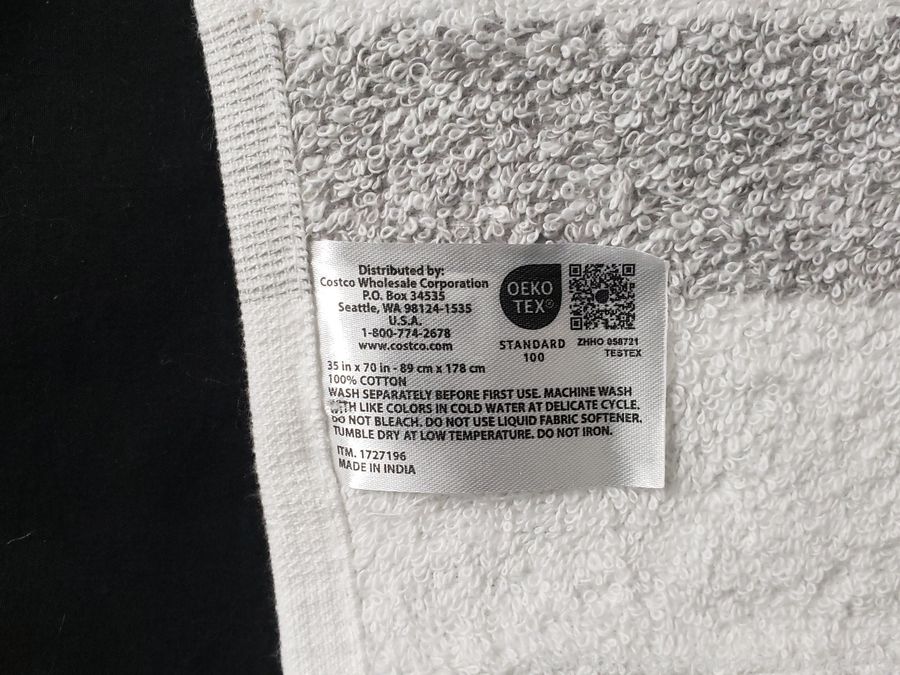 Distributed by:
Costco Wholesale Corporation
P.O. Box 34535
Seattle, WA 98124-1535
U.S.A.
1-800-774-2678
www.costco.com
OEKO
TEX®
STANDARD
100
ZHHO 058721
TESTEX
35 in x 70 in - 89 cm x 178 cm
100% COTTON
WASH SEPARATELY BEFORE FIRST USE. MACHINE WASH
WITH LIKE COLORS IN COLD WATER AT DELICATE CYCLE.
DO NOT BLEACH. DO NOT USE LIQUID FABRIC SOFTENER.
TUMBLE DRY AT LOW TEMPERATURE. DO NOT IRON.
ITM. 1727196
MADE IN INDIA